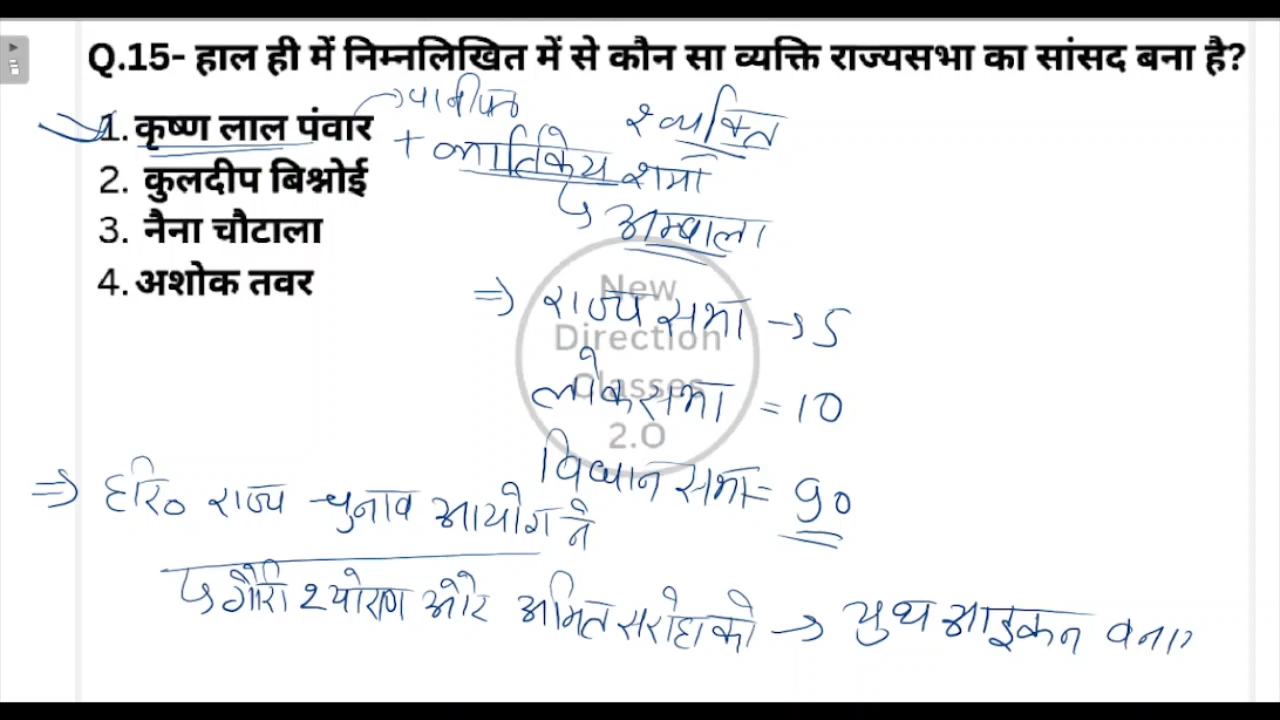 Q.15- हाल ही में निम्नलिखित में से कौन सा व्यक्ति राज्यसभा का सांसद बना है?
1. कृष्ण लाल पंवार
→ पानीपत
2 व्यक्ति
+ कार्तिकेय शर्मा
2. कुलदीप बिश्नोई
↳ अम्बाला
3. नैना चौटाला
4. अशोक तवर
New
Direction
Classes
2.O
⇒ राज्य सभा → 5
लोकसभा = 10
विधान सभा = 90
⇒ हरि० राज्य चुनाव आयोग ने
↳ गौरी श्योराण और अमित सरोहा को → युथ आइकन बना